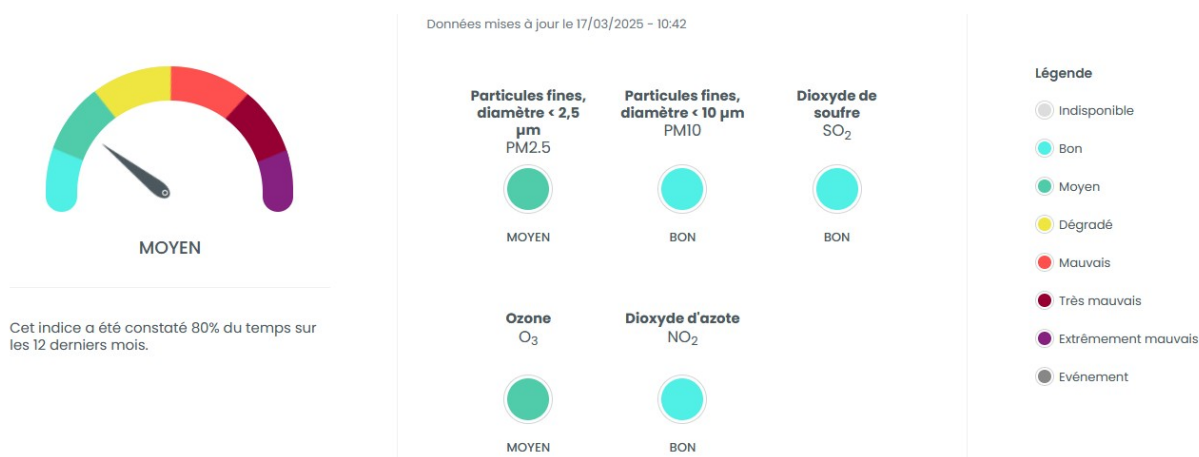 Données mises à jour le 17/03/2025 - 10:42
MOYEN
Cet indice a été constaté 80% du temps sur
les 12 derniers mois.
Particules fines,
diamètre < 2,5
µm
PM2.5
MOYEN
Particules fines,
diamètre < 10 µm
PM10
BON
Dioxyde de
soufre
SO₂
BON
Ozone
O₃
MOYEN
Dioxyde d'azote
NO₂
BON
Légende
Indisponible
Bon
Moyen
Dégradé
Mauvais
Très mauvais
Extrêmement mauvais
Evénement